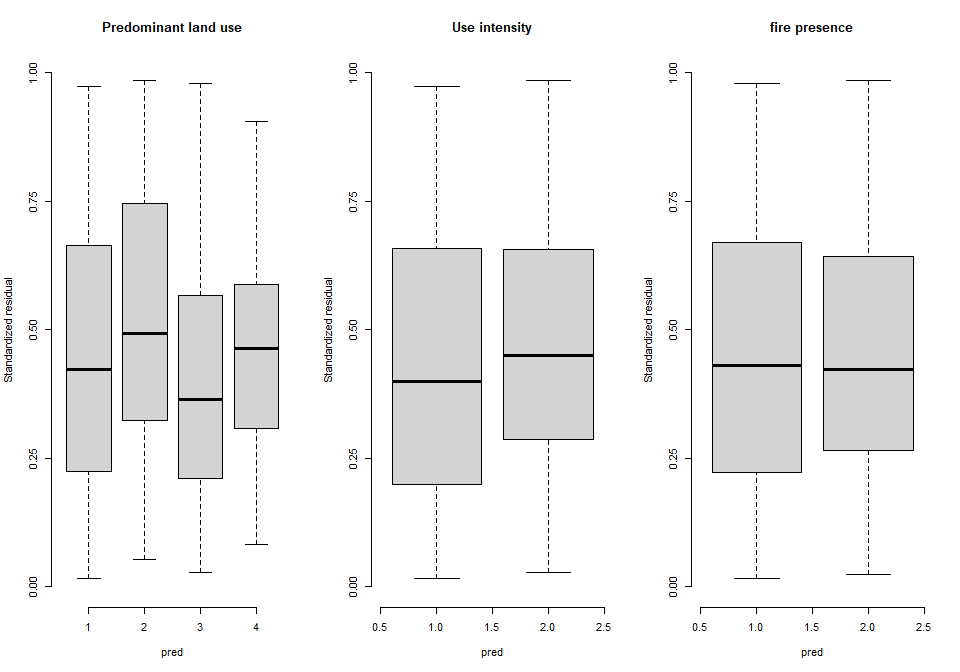 Predominant land use
Standardized residual
0.00 0.25 0.50 0.75 1.00
1 2 3 4
pred
Use intensity
Standardized residual
0.00 0.25 0.50 0.75 1.00
0.5 1.0 1.5 2.0 2.5
pred
fire presence
Standardized residual
0.00 0.25 0.50 0.75 1.00
0.5 1.0 1.5 2.0 2.5
pred